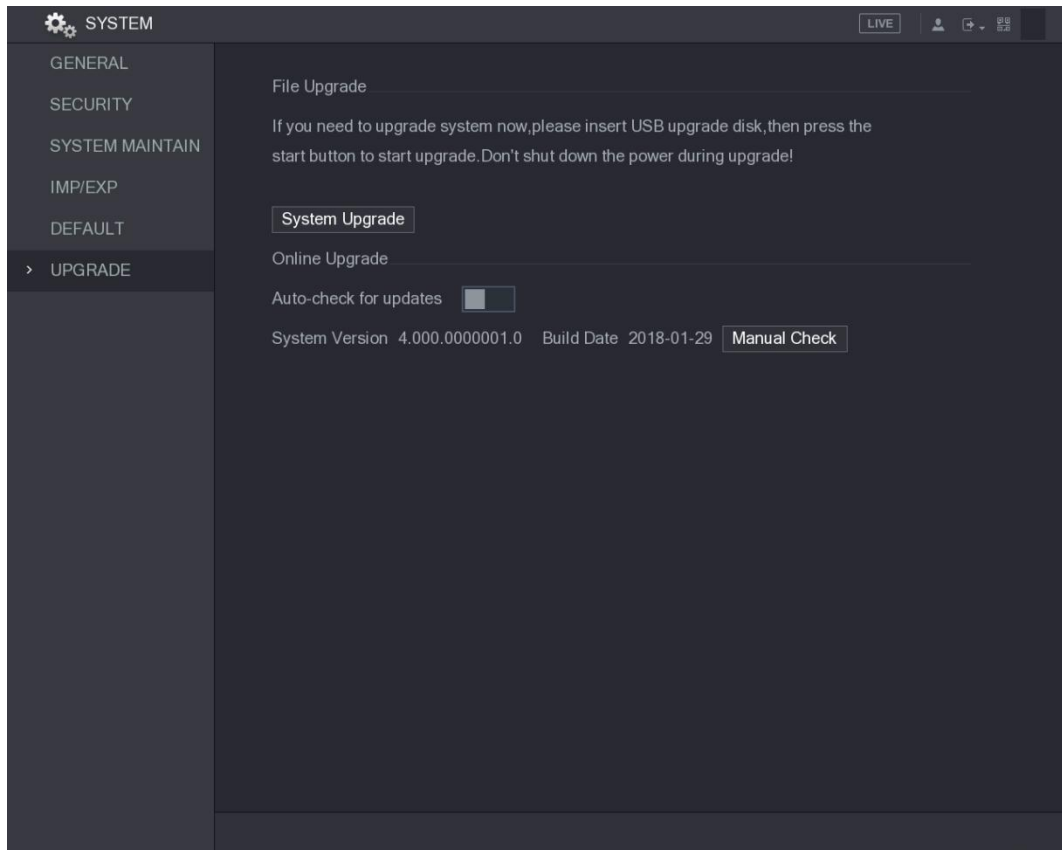 SYSTEM
LIVE
GENERAL
SECURITY
SYSTEM MAINTAIN
IMP/EXP
DEFAULT
UPGRADE
File Upgrade
If you need to upgrade system now,please insert USB upgrade disk,then press the
start button to start upgrade.Don't shut down the power during upgrade!
System Upgrade
Online Upgrade
Auto-check for updates
System Version 4.000.0000001.0 Build Date 2018-01-29 Manual Check